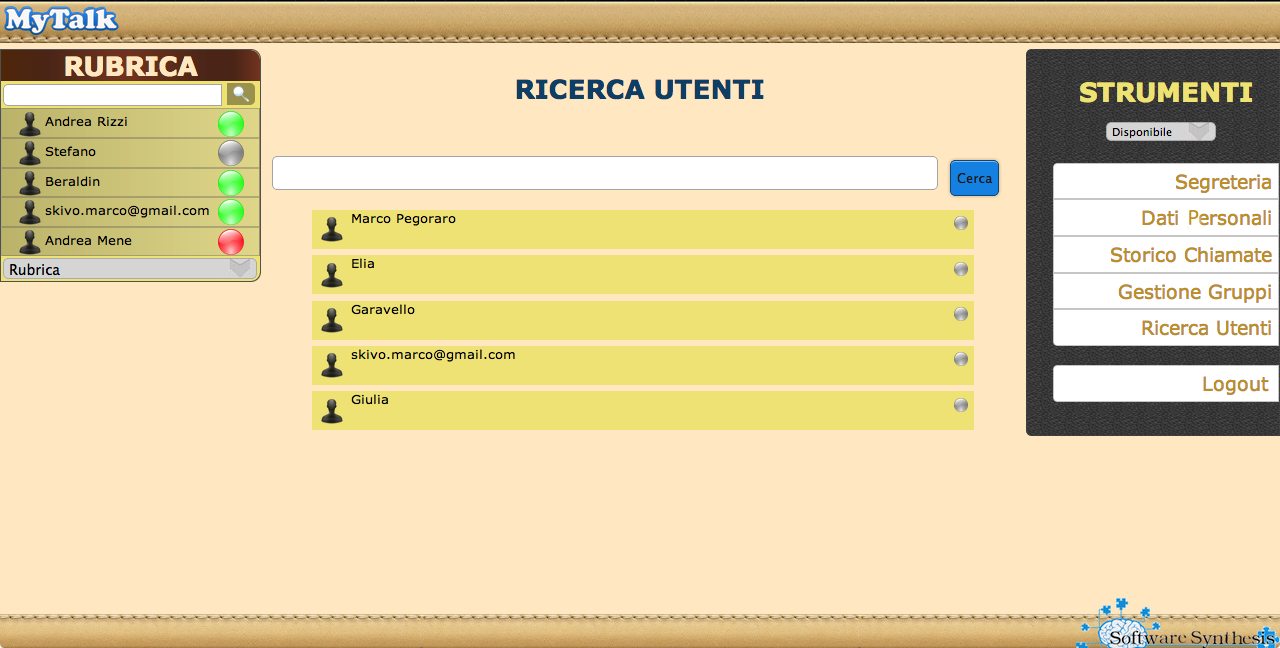 MyTalk
RUBRICA
Andrea Rizzi
Stefano
Beraldin
skivo.marco@gmail.com
Andrea Mene
Rubrica
RICERCA UTENTI
Cerca
Marco Pegoraro
Elia
Garavello
skivo.marco@gmail.com
Giulia
STRUMENTI
Disponibile
Segreteria
Dati Personali
Storico Chiamate
Gestione Gruppi
Ricerca Utenti
Logout
Software Synthesis